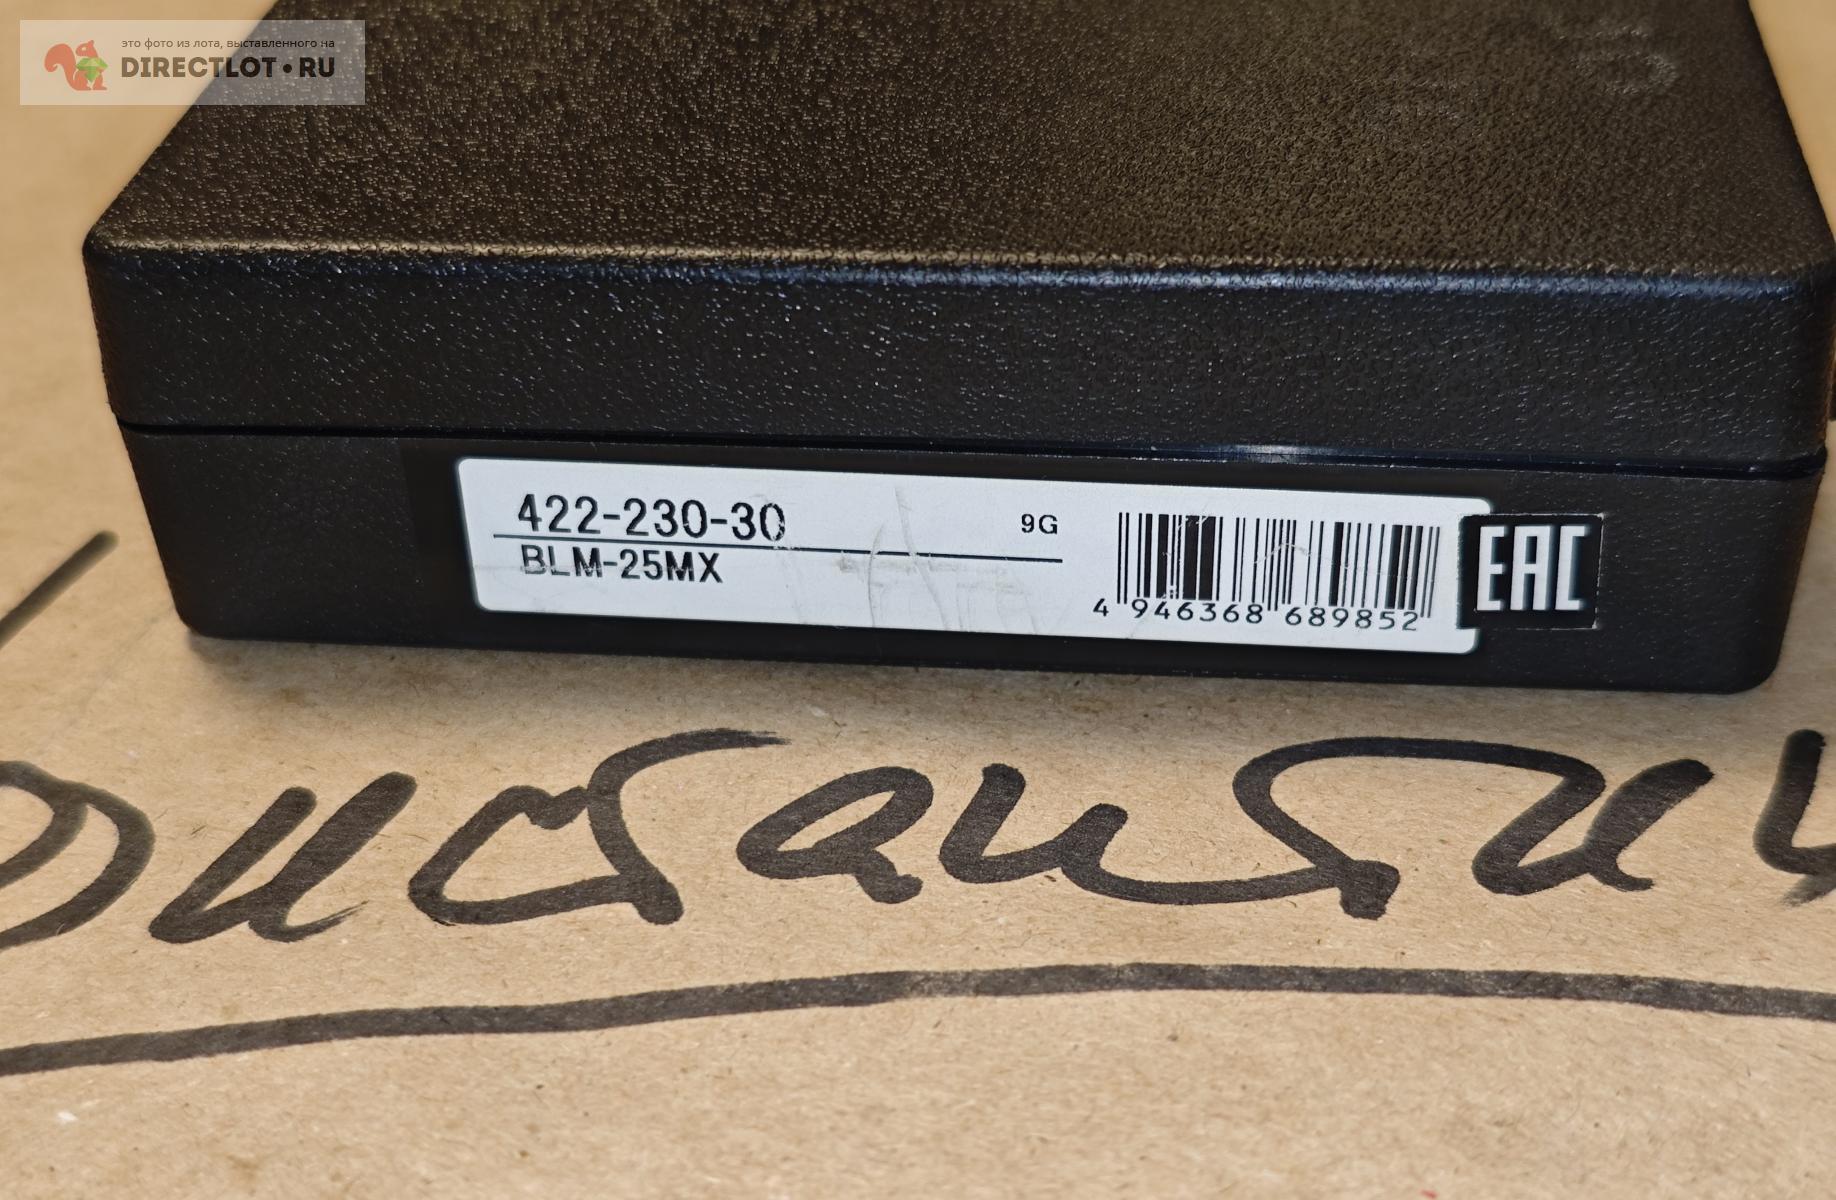 это фото из лота, выставленного на
DIRECTLOT•RU
422-230-30
9G
BLM-25MX
4 946368 689852
EAC